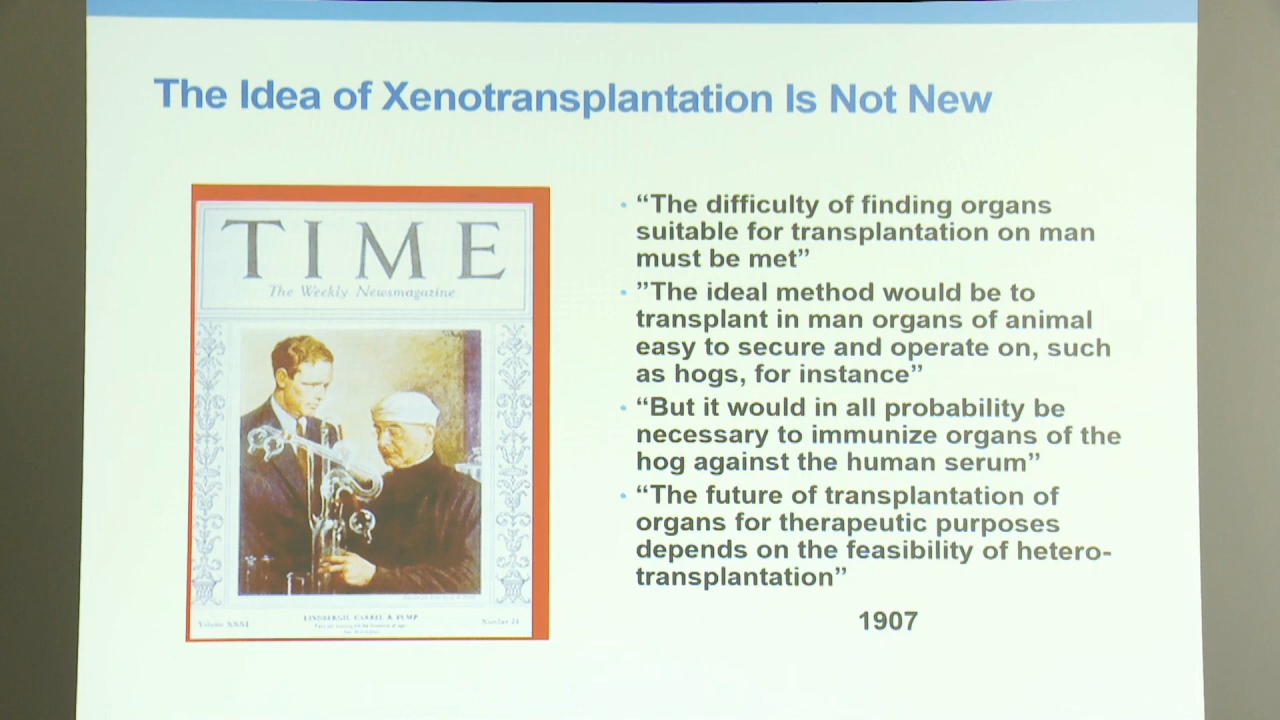 The Idea of Xenotransplantation Is Not New
TIME
The Weekly Newsmagazine
Volume XXXI
LINDBERGH, CARREL & PUMP
Number 24
• “The difficulty of finding organs
suitable for transplantation on man
must be met”
• ”The ideal method would be to
transplant in man organs of animal
easy to secure and operate on, such
as hogs, for instance”
• “But it would in all probability be
necessary to immunize organs of the
hog against the human serum”
• “The future of transplantation of
organs for therapeutic purposes
depends on the feasibility of hetero-
transplantation”
1907